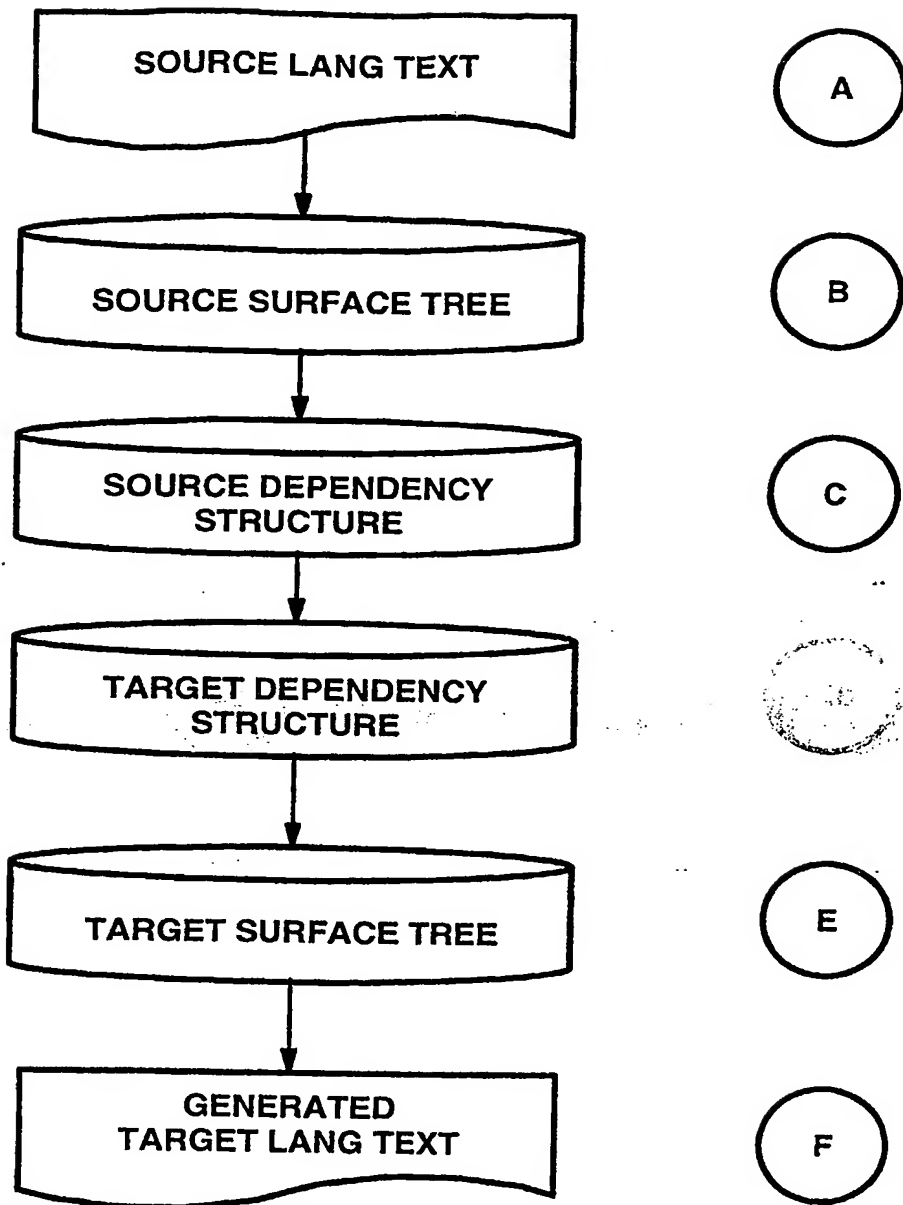 SOURCE LANG TEXT
A
SOURCE SURFACE TREE
B
SOURCE DEPENDENCY
STRUCTURE
C
TARGET DEPENDENCY
STRUCTURE
TARGET SURFACE TREE
E
GENERATED
TARGET LANG TEXT
F